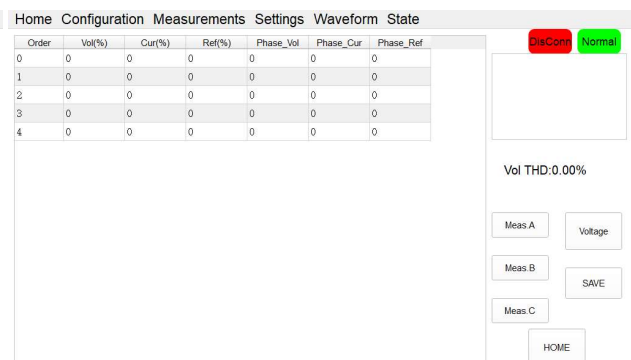 Home Configuration Measurements Settings Waveform State
Order Vol(%) Cur(%) Ref(%) Phase_Vol Phase_Cur Phase_Ref
0 0 0 0 0 0 0
1 0 0 0 0 0 0
2 0 0 0 0 0 0
3 0 0 0 0 0 0
4 0 0 0 0 0 0
DisConn Normal
Vol THD:0.00%
Meas.A
Voltage
Meas.B
SAVE
Meas.C
HOME